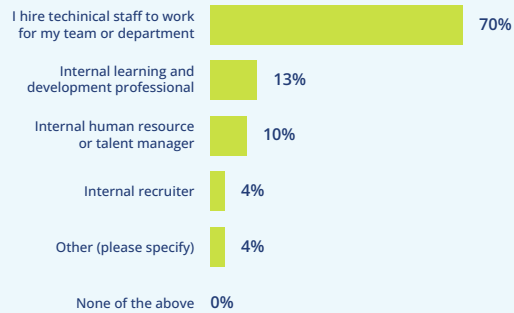 I hire techinical staff to work
for my team or department
70%
Internal learning and
development professional
13%
Internal human resource
or talent manager
10%
Internal recruiter
4%
Other (please specify)
4%
None of the above
0%